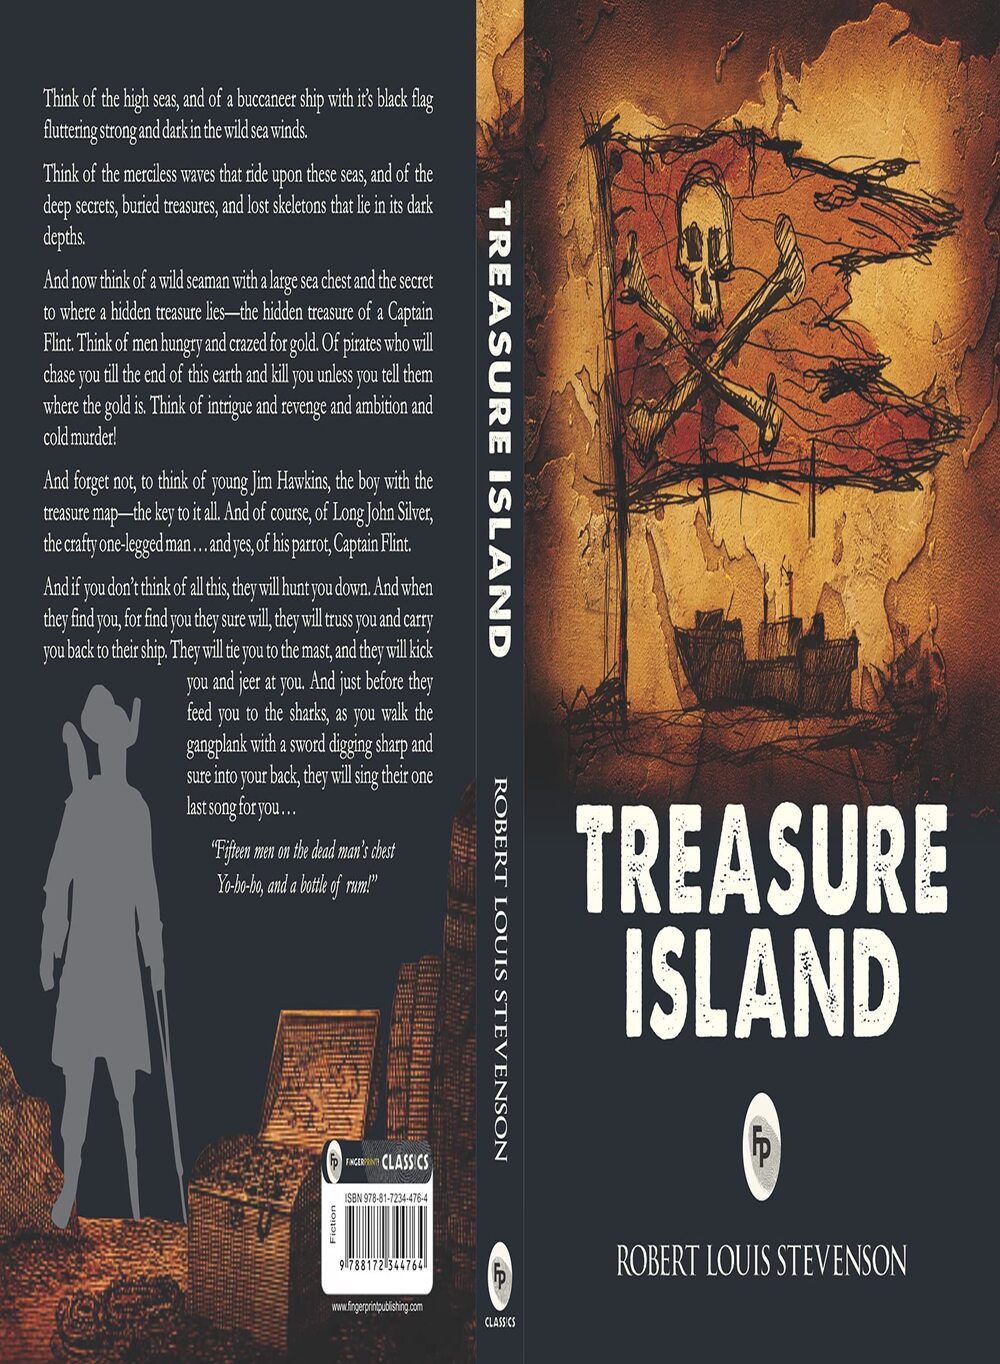 Think of the high seas, and of a buccaneer ship with it’s black flag
fluttering strong and dark in the wild sea winds.
Think of the merciless waves that ride upon these seas, and of the
deep secrets, buried treasures, and lost skeletons that lie in its dark
depths.
And now think of a wild seaman with a large sea chest and the secret
to where a hidden treasure lies—the hidden treasure of a Captain
Flint. Think of men hungry and crazed for gold. Of pirates who will
chase you till the end of this earth and kill you unless you tell them
where the gold is. Think of intrigue and revenge and ambition and
cold murder!
And forget not, to think of young Jim Hawkins, the boy with the
treasure map—the key to it all. And of course, of Long John Silver,
the crafty one-legged man . . . and yes, of his parrot, Captain Flint.
And if you don’t think of all this, they will hunt you down. And when
they find you, for find you they sure will, they will truss you and carry
you back to their ship. They will tie you to the mast, and they will kick
you and jeer at you. And just before they
feed you to the sharks, as you walk the
gangplank with a sword digging sharp and
sure into your back, they will sing their one
last song for you . . .
“Fifteen men on the dead man’s chest
Yo-ho-ho, and a bottle of rum!”
FP FINGERPRINT! CLASSICS
ISBN 978-81-7234-476-4
Fiction
9 788172 344764
www.fingerprintpublishing.com
TREASURE ISLAND
ROBERT LOUIS STEVENSON
FP
CLASSICS
TREASURE
ISLAND
FP
ROBERT LOUIS STEVENSON